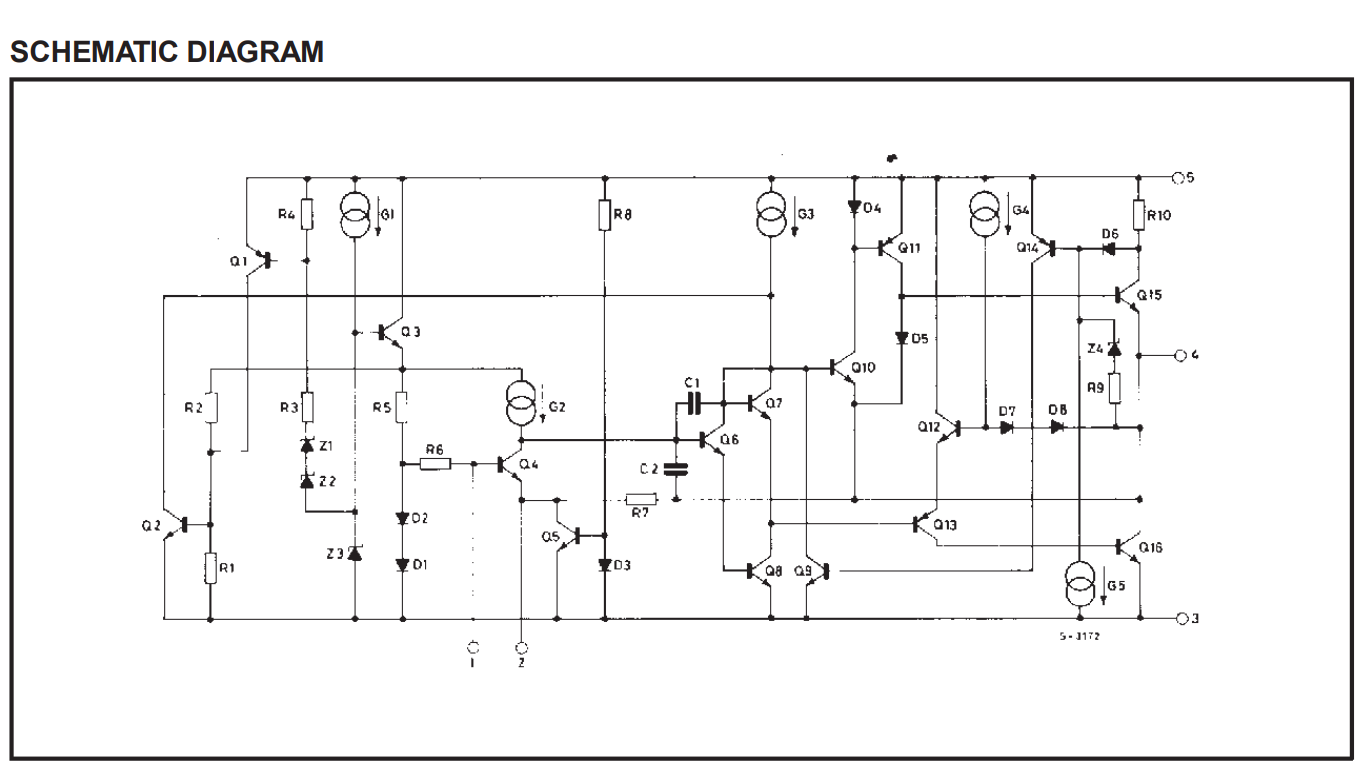 SCHEMATIC DIAGRAM
5
R4 G1 R8 G3 D4 G4 R10
Q1 Q11 Q14 D6
Q15
Q3 D5
Z4 4
Q10
R2 R3 R5 G2 C1 Q7 R9
Z1 R6 Q6 Q12 D7 D8
Z2 Q4 C2
R7
Q2 D2 Q5 Q13
Z3 Q16
R1 D1 D3 Q8 Q9 G5
3
S-3172
1 2